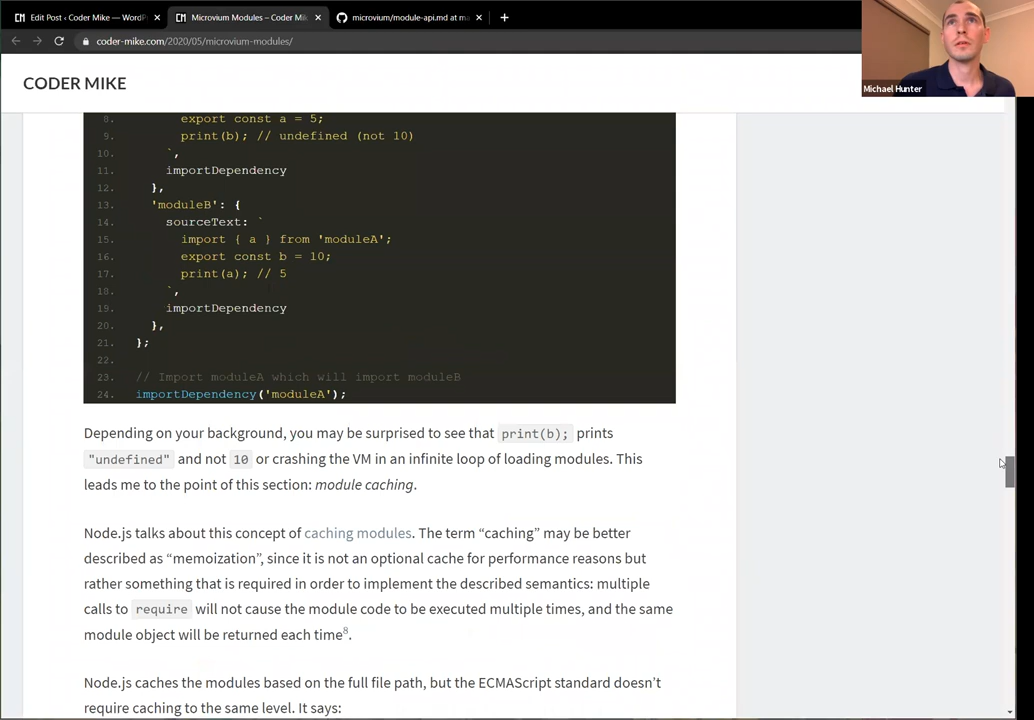 Edit Post ‹ Coder Mike — WordP
Microvium Modules – Coder Mi
microvium/module-api.md at m
coder-mike.com/2020/05/microvium-modules/
Michael Hunter
CODER MIKE
8. export const a = 5;
9. print(b); // undefined (not 10)
10. `,
11. importDependency
12. },
13. 'moduleB': {
14. sourceText: `
15. import { a } from 'moduleA';
16. export const b = 10;
17. print(a); // 5
18. `,
19. importDependency
20. },
21. };
22.
23. // Import moduleA which will import moduleB
24. importDependency('moduleA');
Depending on your background, you may be surprised to see that print(b); prints
"undefined" and not 10 or crashing the VM in an infinite loop of loading modules. This
leads me to the point of this section: module caching.
Node.js talks about this concept of caching modules. The term “caching” may be better
described as “memoization”, since it is not an optional cache for performance reasons but
rather something that is required in order to implement the described semantics: multiple
calls to require will not cause the module code to be executed multiple times, and the same
module object will be returned each time8.
Node.js caches the modules based on the full file path, but the ECMAScript standard doesn’t
require caching to the same level. It says: